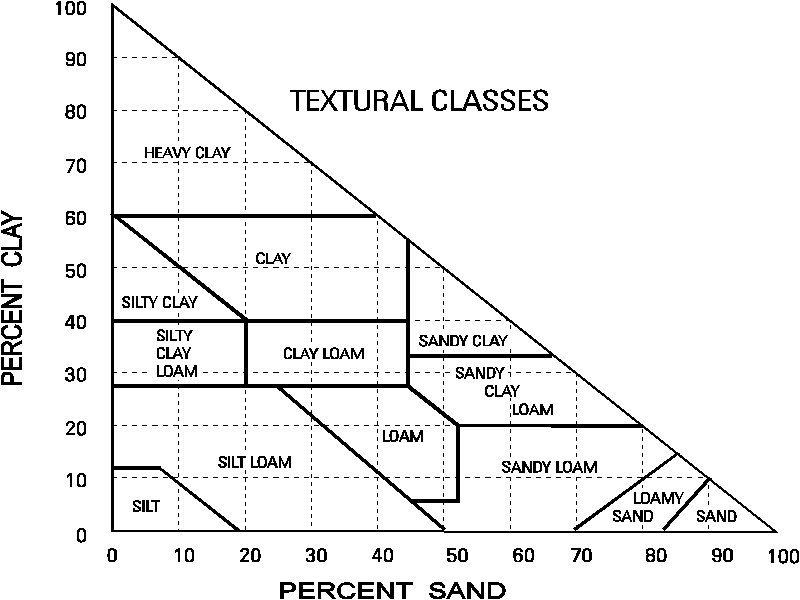 100
90
TEXTURAL CLASSES
80
HEAVY CLAY
70
60
CLAY
50
SILTY CLAY
40
SANDY CLAY
SILTY
CLAY
LOAM
CLAY LOAM
30
SANDY
CLAY
LOAM
20
LOAM
SILT LOAM
SANDY LOAM
10
SILT
LOAMY
SAND
SAND
0
PERCENT CLAY
0 10 20 30 40 50 60 70 80 90 100
PERCENT SAND